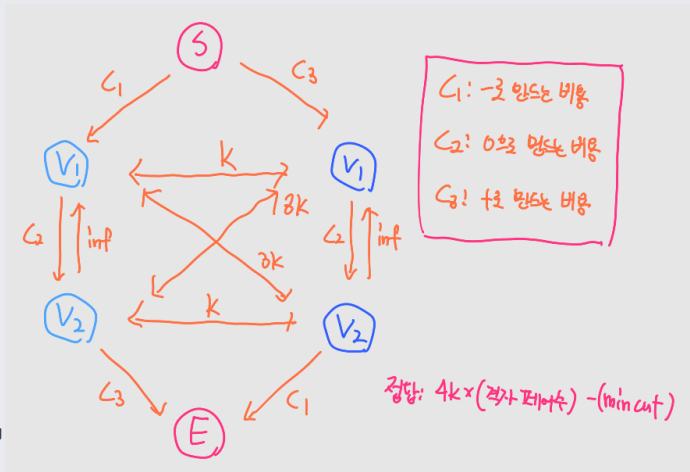 S
C₁
C₃
V₁
K
V₁
C₂
inf
3K
3K
C₂
inf
V₂
K
V₂
C₃
C₁
E
C₁: -로 만드는 비용
C₂: 0으로 만드는 비용
C₃: +로 만드는 비용
정답: 4K×(격자 페어수) -(min cut)